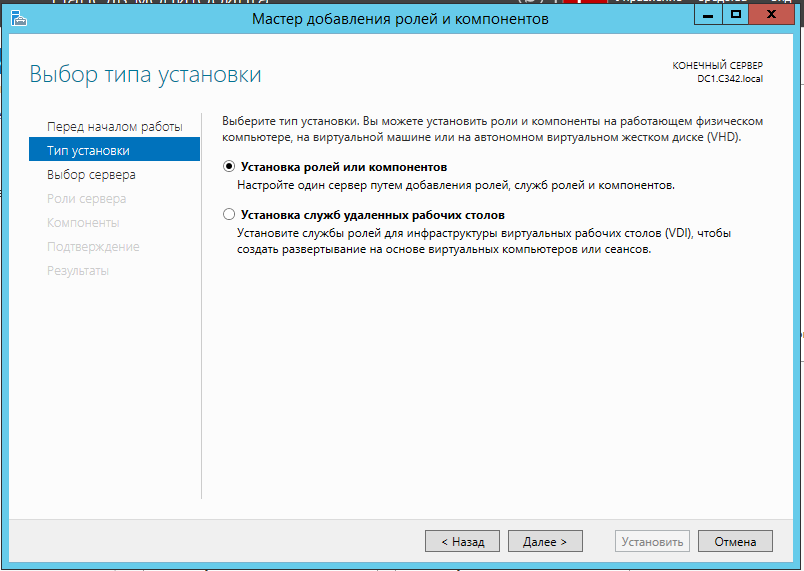 Мастер добавления ролей и компонентов
Выбор типа установки
КОНЕЧНЫЙ СЕРВЕР
DC1.C342.local
Перед началом работы
Тип установки
Выбор сервера
Роли сервера
Компоненты
Подтверждение
Результаты
Выберите тип установки. Вы можете установить роли и компоненты на работающем физическом
компьютере, на виртуальной машине или на автономном виртуальном жестком диске (VHD).
Установка ролей или компонентов
Настройте один сервер путем добавления ролей, служб ролей и компонентов.
Установка служб удаленных рабочих столов
Установите службы ролей для инфраструктуры виртуальных рабочих столов (VDI), чтобы
создать развертывание на основе виртуальных компьютеров или сеансов.
< Назад
Далее >
Установить
Отмена